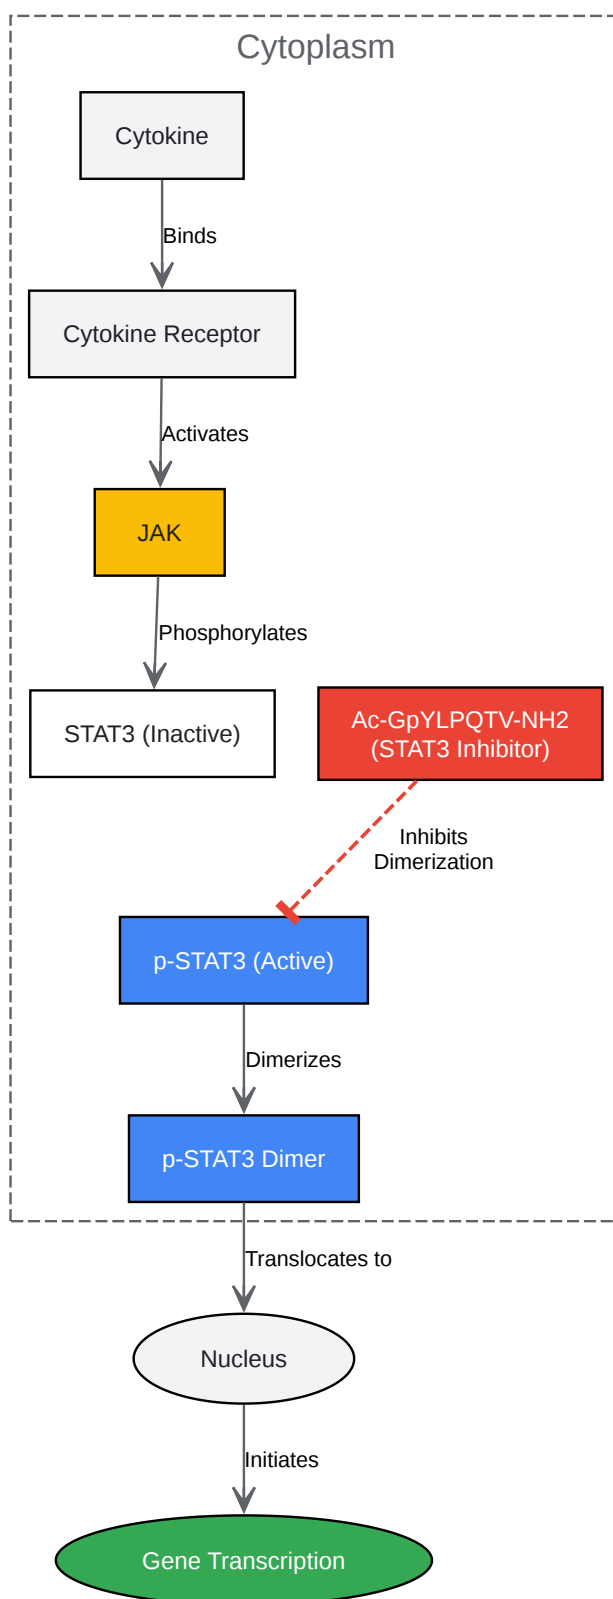 Cytoplasm
Cytokine
Binds
Cytokine Receptor
Activates
JAK
Phosphorylates
STAT3 (Inactive)
Ac-GpYLPQTV-NH2
(STAT3 Inhibitor)
Inhibits
Dimerization
p-STAT3 (Active)
Dimerizes
p-STAT3 Dimer
Translocates to
Nucleus
Initiates
Gene Transcription